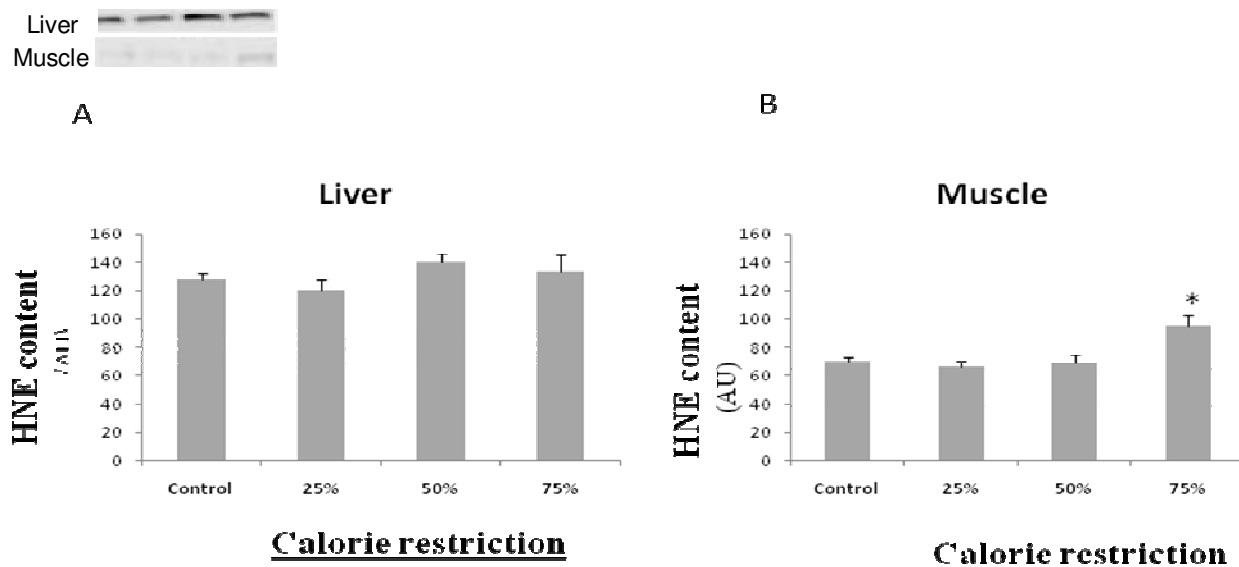 Liver
Muscle
A
B
Liver
Muscle
HNE content
160
140
120
100
80
60
40
20
0
Control 25% 50% 75%
Calorie restriction
HNE content
(AU)
160
140
120
100
80
60
40
20
0
*
Control 25% 50% 75%
Calorie restriction